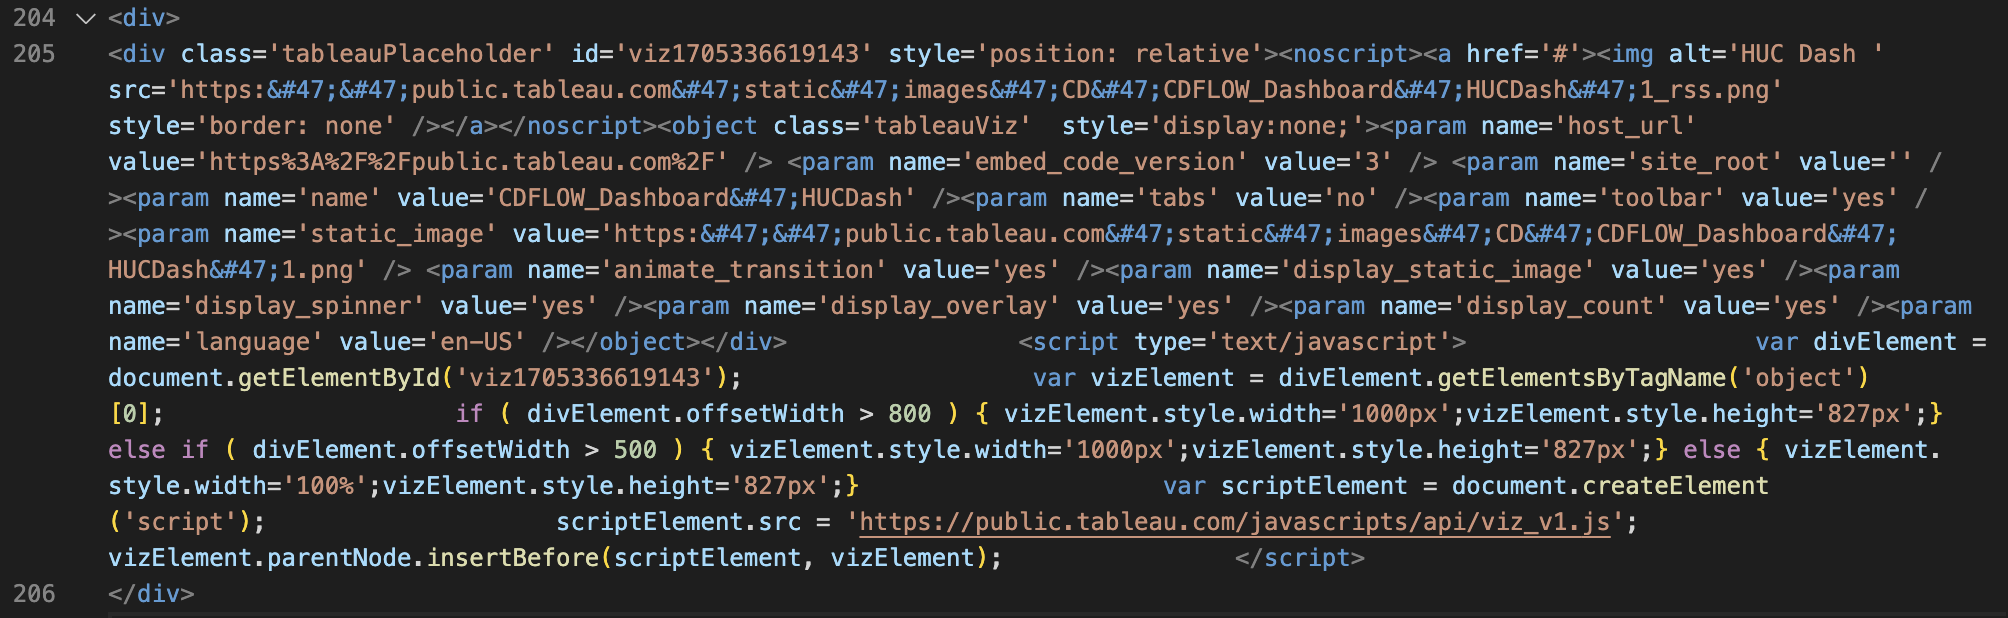 204 <div>
205 <div class='tableauPlaceholder' id='viz1705336619143' style='position: relative'><noscript><a href='#'><img alt='HUC Dash '
src='https:&#47;&#47;public.tableau.com&#47;static&#47;images&#47;CD&#47;CDFLOW_Dashboard&#47;HUCDash&#47;1_rss.png'
style='border: none' /></a></noscript><object class='tableauViz'  style='display:none;'><param name='host_url'
value='https%3A%2F%2Fpublic.tableau.com%2F' /> <param name='embed_code_version' value='3' /> <param name='site_root' value='' /
><param name='name' value='CDFLOW_Dashboard&#47;HUCDash' /><param name='tabs' value='no' /><param name='toolbar' value='yes' /
><param name='static_image' value='https:&#47;&#47;public.tableau.com&#47;static&#47;images&#47;CD&#47;CDFLOW_Dashboard&#47;
HUCDash&#47;1.png' /> <param name='animate_transition' value='yes' /><param name='display_static_image' value='yes' /><param
name='display_spinner' value='yes' /><param name='display_overlay' value='yes' /><param name='display_count' value='yes' /><param
name='language' value='en-US' /></object></div>                <script type='text/javascript'>                    var divElement =
document.getElementById('viz1705336619143');                    var vizElement = divElement.getElementsByTagName('object')
[0];                    if ( divElement.offsetWidth > 800 ) { vizElement.style.width='1000px';vizElement.style.height='827px';}
else if ( divElement.offsetWidth > 500 ) { vizElement.style.width='1000px';vizElement.style.height='827px';} else { vizElement.
style.width='100%';vizElement.style.height='827px';}                     var scriptElement = document.createElement
('script');                    scriptElement.src = 'https://public.tableau.com/javascripts/api/viz_v1.js';
vizElement.parentNode.insertBefore(scriptElement, vizElement);                </script>
206 </div>